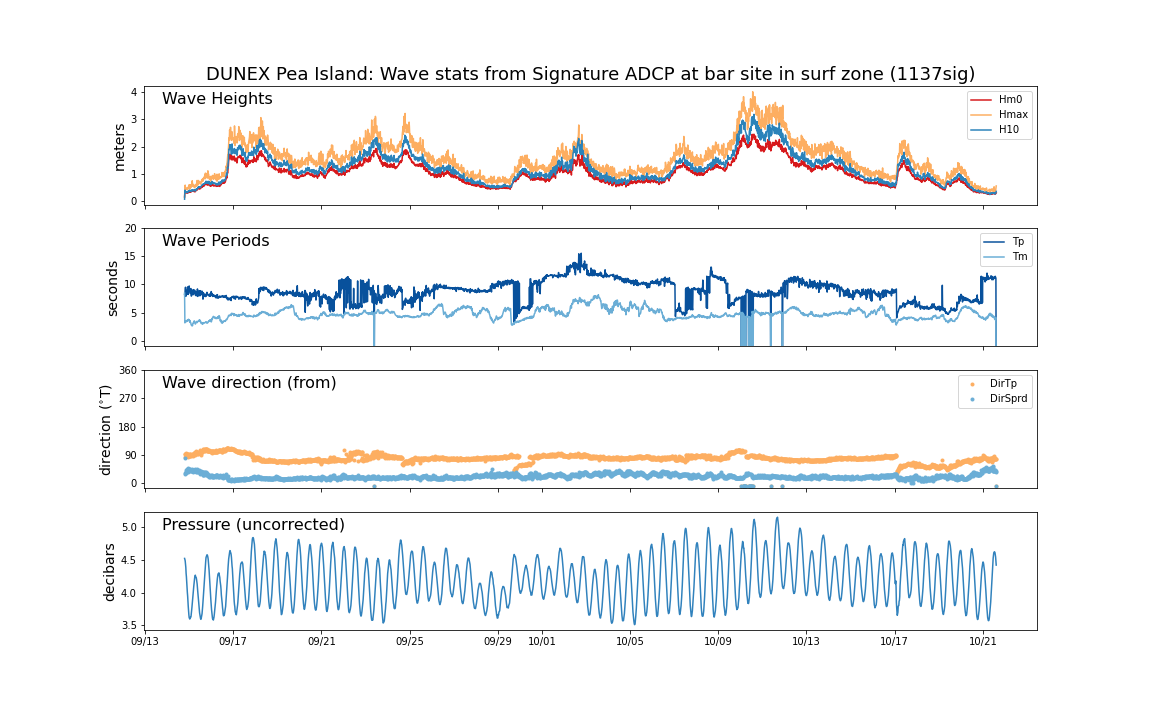 DUNEX Pea Island: Wave stats from Signature ADCP at bar site in surf zone (1137sig)
Wave Heights
meters
4
3
2
1
0
Hm0
Hmax
H10
Wave Periods
seconds
20
15
10
5
0
Tp
Tm
Wave direction (from)
direction (°T)
360
270
180
90
0
DirTp
DirSprd
Pressure (uncorrected)
decibars
5.0
4.5
4.0
3.5
09/13 09/17 09/21 09/25 09/29 10/01 10/05 10/09 10/13 10/17 10/21